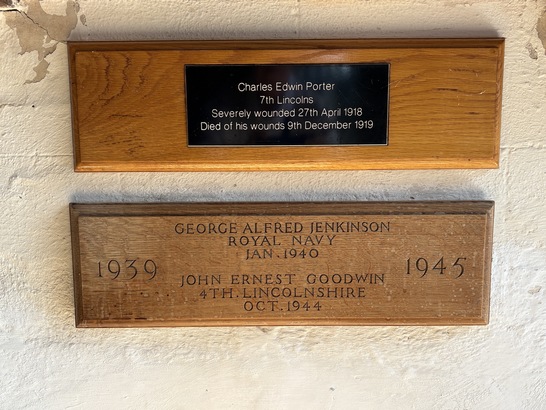 Charles Edwin Porter
7th Lincolns
Severely wounded 27th April 1918
Died of his wounds 9th December 1919
GEORGE ALFRED JENKINSON
ROYAL NAVY
JAN. 1940
1939
1945
JOHN ERNEST GOODWIN
4TH. LINCOLNSHIRE
OCT. 1944